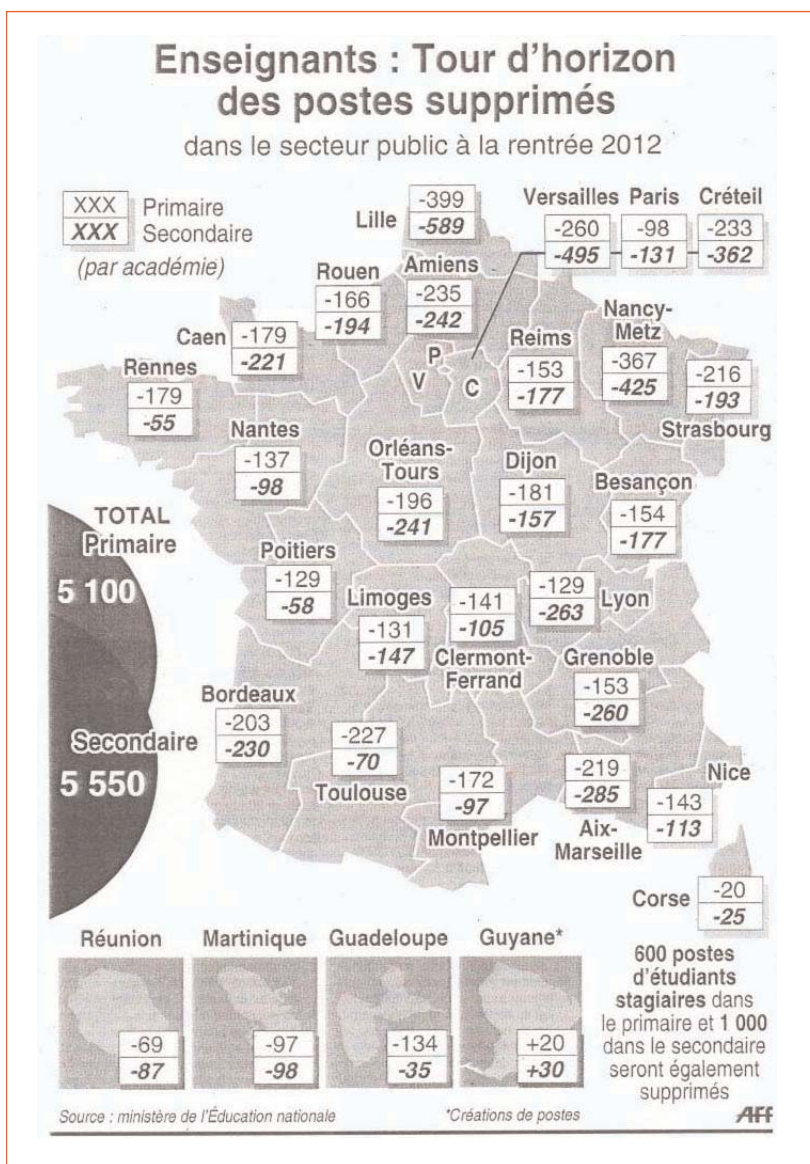 Enseignants : Tour d'horizon
des postes supprimés
dans le secteur public à la rentrée 2012
XXX Primaire
XXX Secondaire
(par académie)
Lille
-399
-589
Versailles
-260
-495
Paris
-98
-131
Créteil
-233
-362
Rouen
-166
-194
Amiens
-235
-242
Caen
-179
-221
Reims
-153
-177
Nancy-
Metz
-367
-425
-216
-193
Strasbourg
P
V
C
Rennes
-179
-55
Nantes
-137
-98
Orléans-
Tours
-196
-241
Dijon
-181
-157
Besançon
-154
-177
TOTAL
Primaire
5 100
Secondaire
5 550
Poitiers
-129
-58
Limoges
-131
-147
-141
-105
Clermont-
Ferrand
-129
-263
Lyon
Grenoble
-153
-260
Bordeaux
-203
-230
-227
-70
Toulouse
-172
-97
Montpellier
-219
-285
Aix-
Marseille
Nice
-143
-113
Corse
-20
-25
Réunion
-69
-87
Martinique
-97
-98
Guadeloupe
-134
-35
Guyane*
+20
+30
600 postes
d'étudiants
stagiaires dans
le primaire et 1 000
dans le secondaire
seront également
supprimés
Source : ministère de l'Éducation nationale
*Créations de postes
AFF